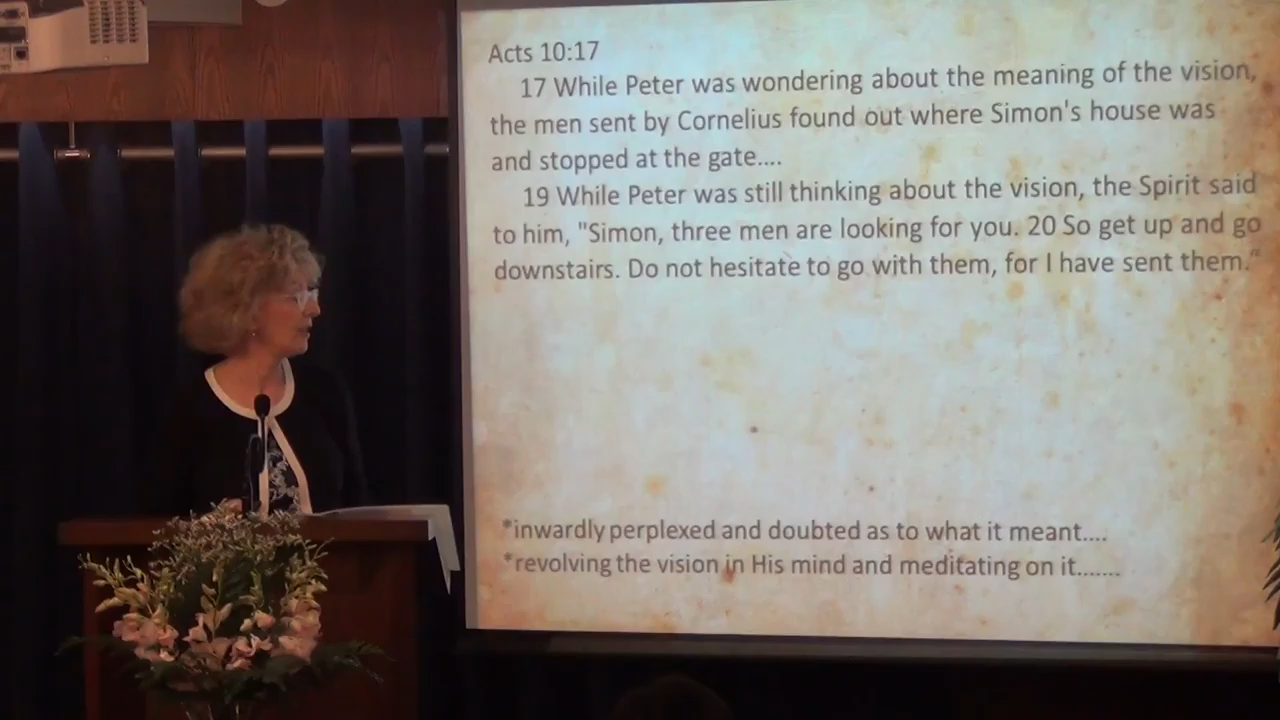 Acts 10:17
17 While Peter was wondering about the meaning of the vision,
the men sent by Cornelius found out where Simon's house was
and stopped at the gate....
19 While Peter was still thinking about the vision, the Spirit said
to him, "Simon, three men are looking for you. 20 So get up and go
downstairs. Do not hesitate to go with them, for I have sent them."
*inwardly perplexed and doubted as to what it meant....
*revolving the vision in His mind and meditating on it.......